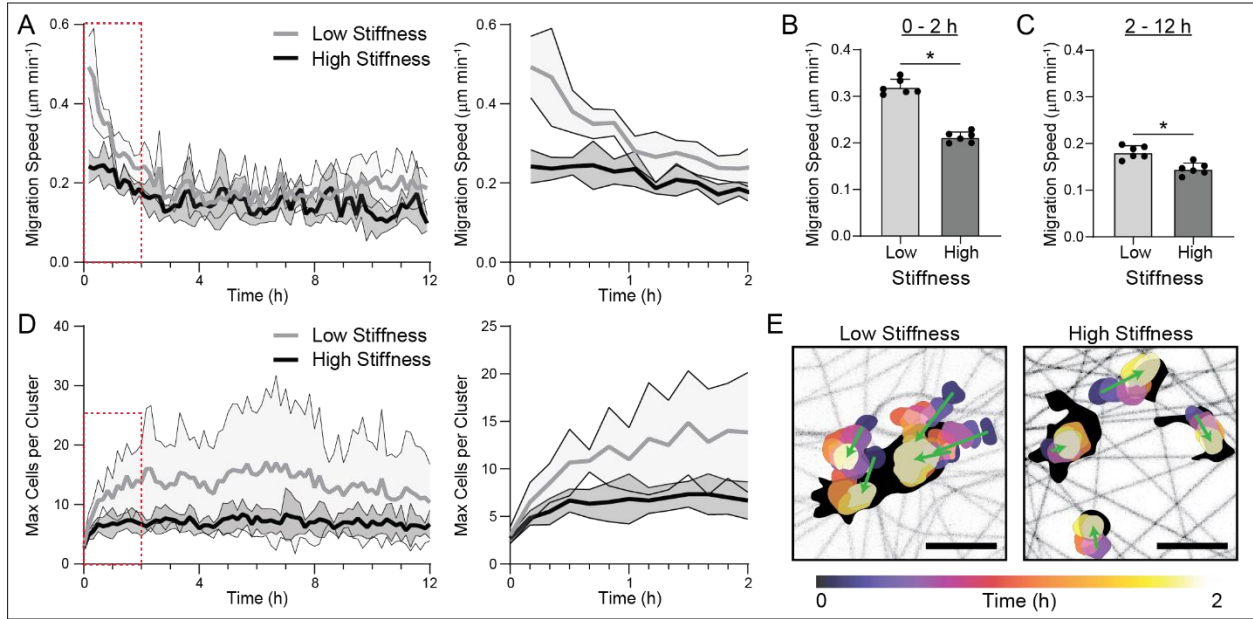 A
Migration Speed (μm min⁻¹)
0.6
0.4
0.2
0.0
Low Stiffness
High Stiffness
0
4
8
12
Time (h)
Migration Speed (μm min⁻¹)
0.6
0.4
0.2
0.0
0
1
2
Time (h)
B
0 - 2 h
Migration Speed (μm min⁻¹)
0.4
0.3
0.2
0.1
0.0
*
Low
High
Stiffness
C
2 - 12 h
Migration Speed (μm min⁻¹)
0.4
0.3
0.2
0.1
0.0
*
Low
High
Stiffness
D
Max Cells per Cluster
40
30
20
10
0
Low Stiffness
High Stiffness
0
4
8
12
Time (h)
Max Cells per Cluster
25
20
15
10
5
0
0
1
2
Time (h)
E
Low Stiffness
High Stiffness
0
Time (h)
2